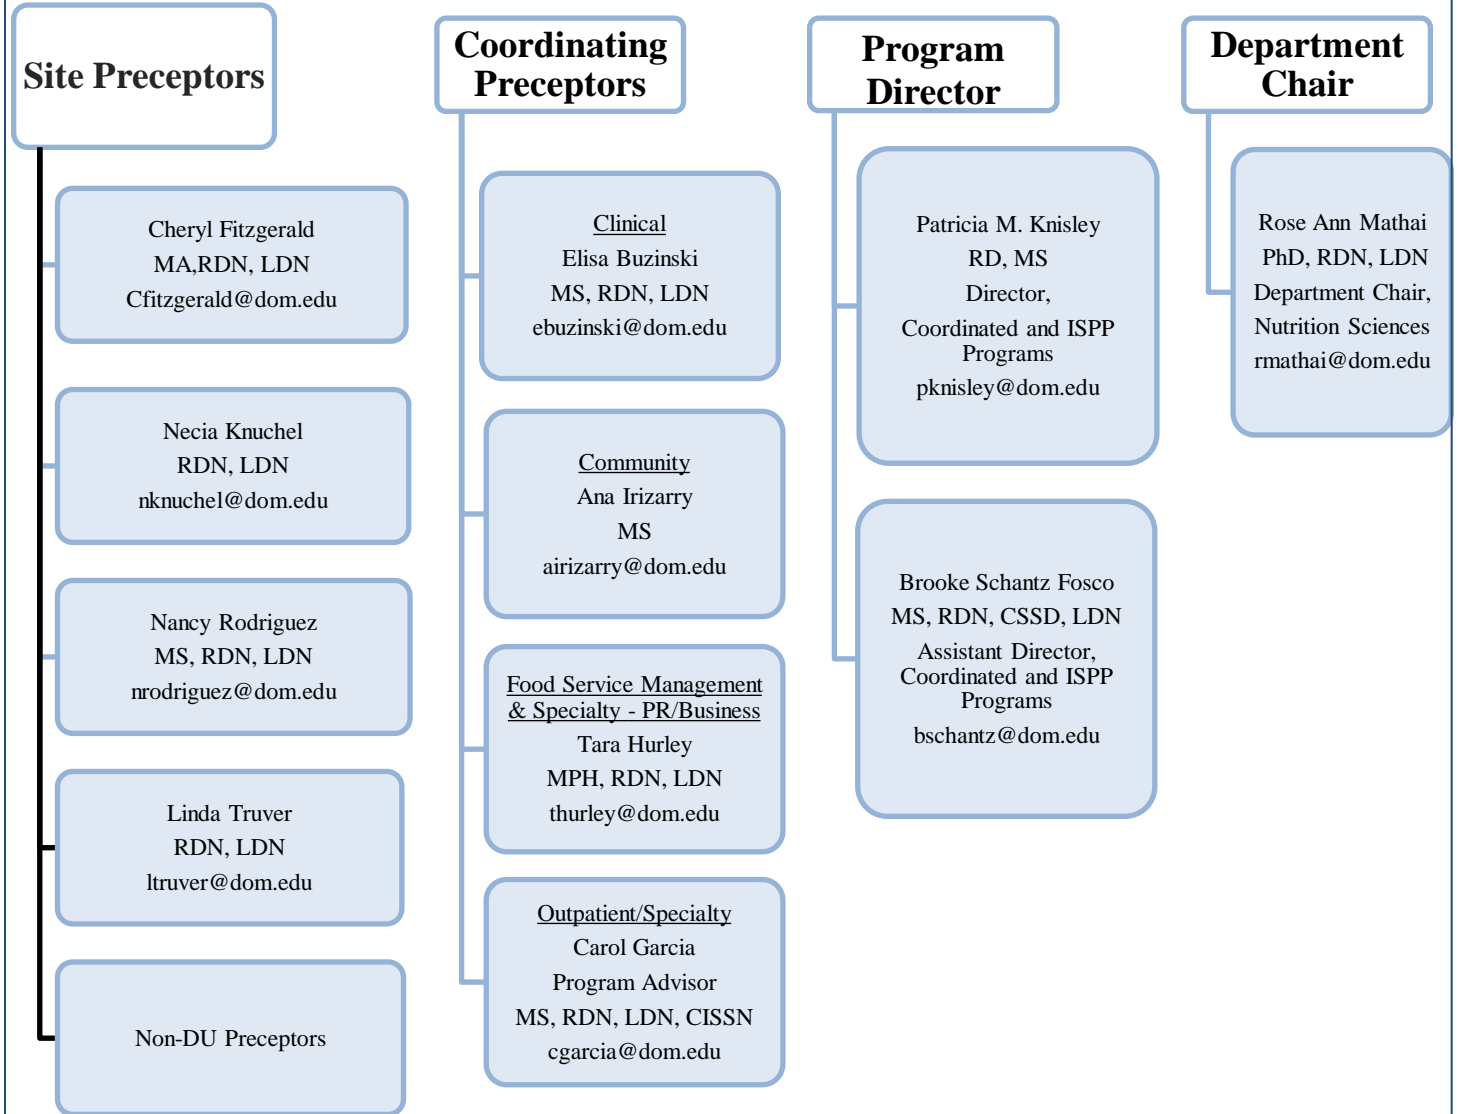 Site Preceptors
Cheryl Fitzgerald
MA,RDN, LDN
Cfitzgerald@dom.edu
Necia Knuchel
RDN, LDN
nknuchel@dom.edu
Nancy Rodriguez
MS, RDN, LDN
nrodriguez@dom.edu
Linda Truver
RDN, LDN
ltruver@dom.edu
Non-DU Preceptors
Coordinating
Preceptors
Clinical
Elisa Buzinski
MS, RDN, LDN
ebuzinski@dom.edu
Community
Ana Irizarry
MS
airizarry@dom.edu
Food Service Management
& Specialty - PR/Business
Tara Hurley
MPH, RDN, LDN
thurley@dom.edu
Outpatient/Specialty
Carol Garcia
Program Advisor
MS, RDN, LDN, CISSN
cgarcia@dom.edu
Program
Director
Patricia M. Knisley
RD, MS
Director,
Coordinated and ISPP
Programs
pknisley@dom.edu
Brooke Schantz Fosco
MS, RDN, CSSD, LDN
Assistant Director,
Coordinated and ISPP
Programs
bschantz@dom.edu
Department
Chair
Rose Ann Mathai
PhD, RDN, LDN
Department Chair,
Nutrition Sciences
rmathai@dom.edu